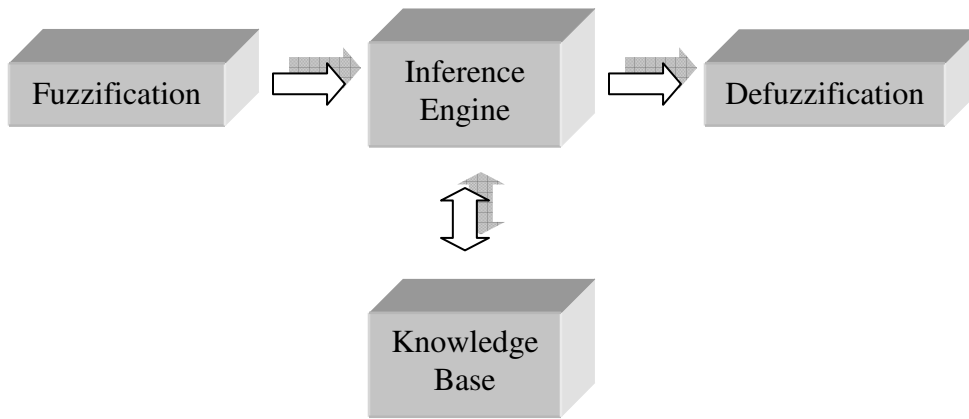 Fuzzification
Inference
Engine
Defuzzification
Knowledge
Base